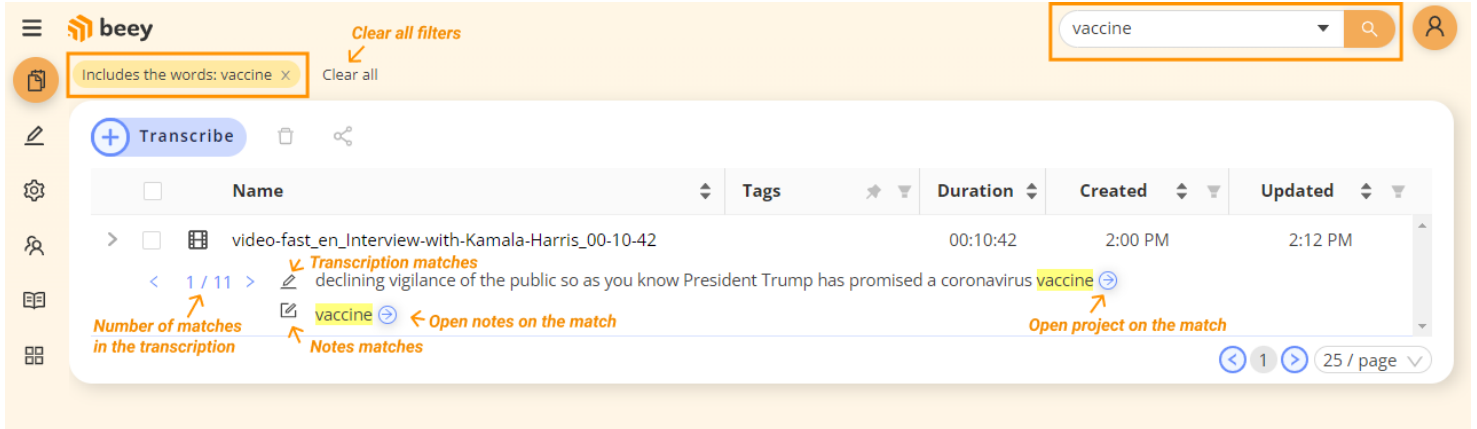 beey
Clear all filters
vaccine
Includes the words: vaccine x
Clear all
Transcribe
Name Tags Duration Created Updated
video-fast_en_Interview-with-Kamala-Harris_00-10-42 00:10:42 2:00 PM 2:12 PM
Transcription matches
< 1 / 11 > declining vigilance of the public so as you know President Trump has promised a coronavirus vaccine
vaccine
Open notes on the match
Open project on the match
Number of matches
in the transcription
Notes matches
< 1 > 25 / page